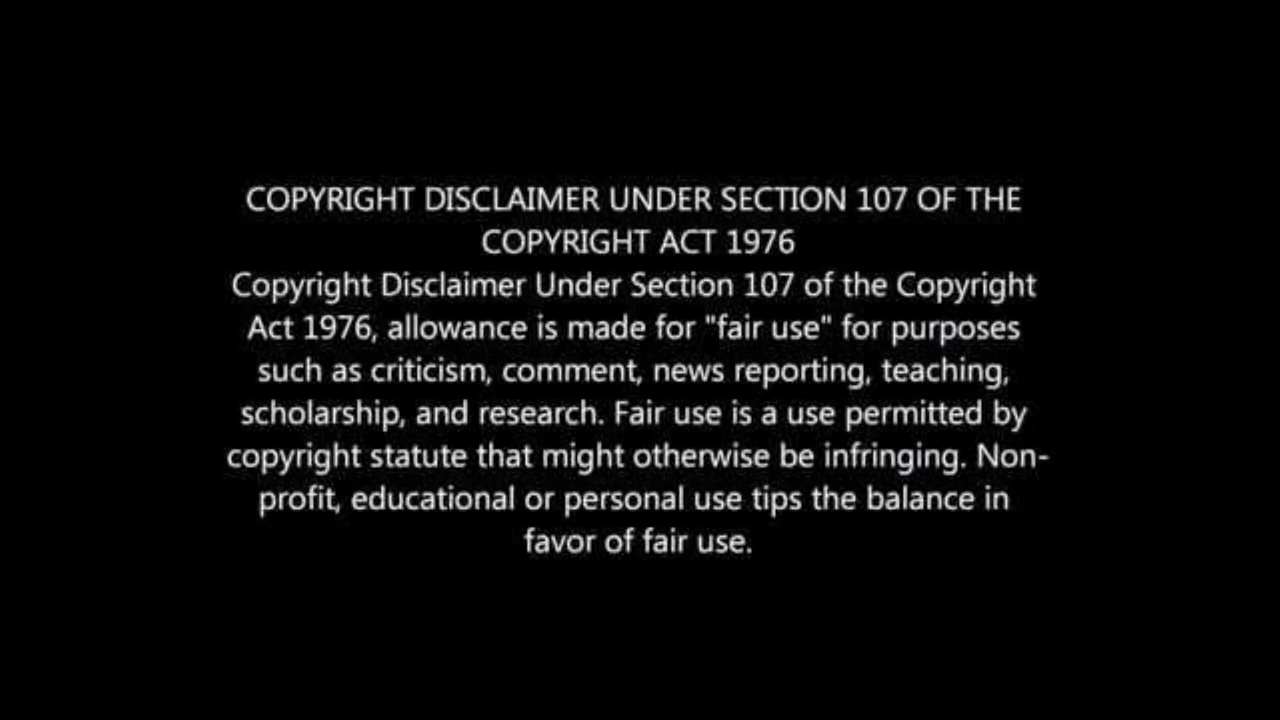 COPYRIGHT DISCLAIMER UNDER SECTION 107 OF THE
COPYRIGHT ACT 1976
Copyright Disclaimer Under Section 107 of the Copyright
Act 1976, allowance is made for "fair use" for purposes
such as criticism, comment, news reporting, teaching,
scholarship, and research. Fair use is a use permitted by
copyright statute that might otherwise be infringing. Non-
profit, educational or personal use tips the balance in
favor of fair use.